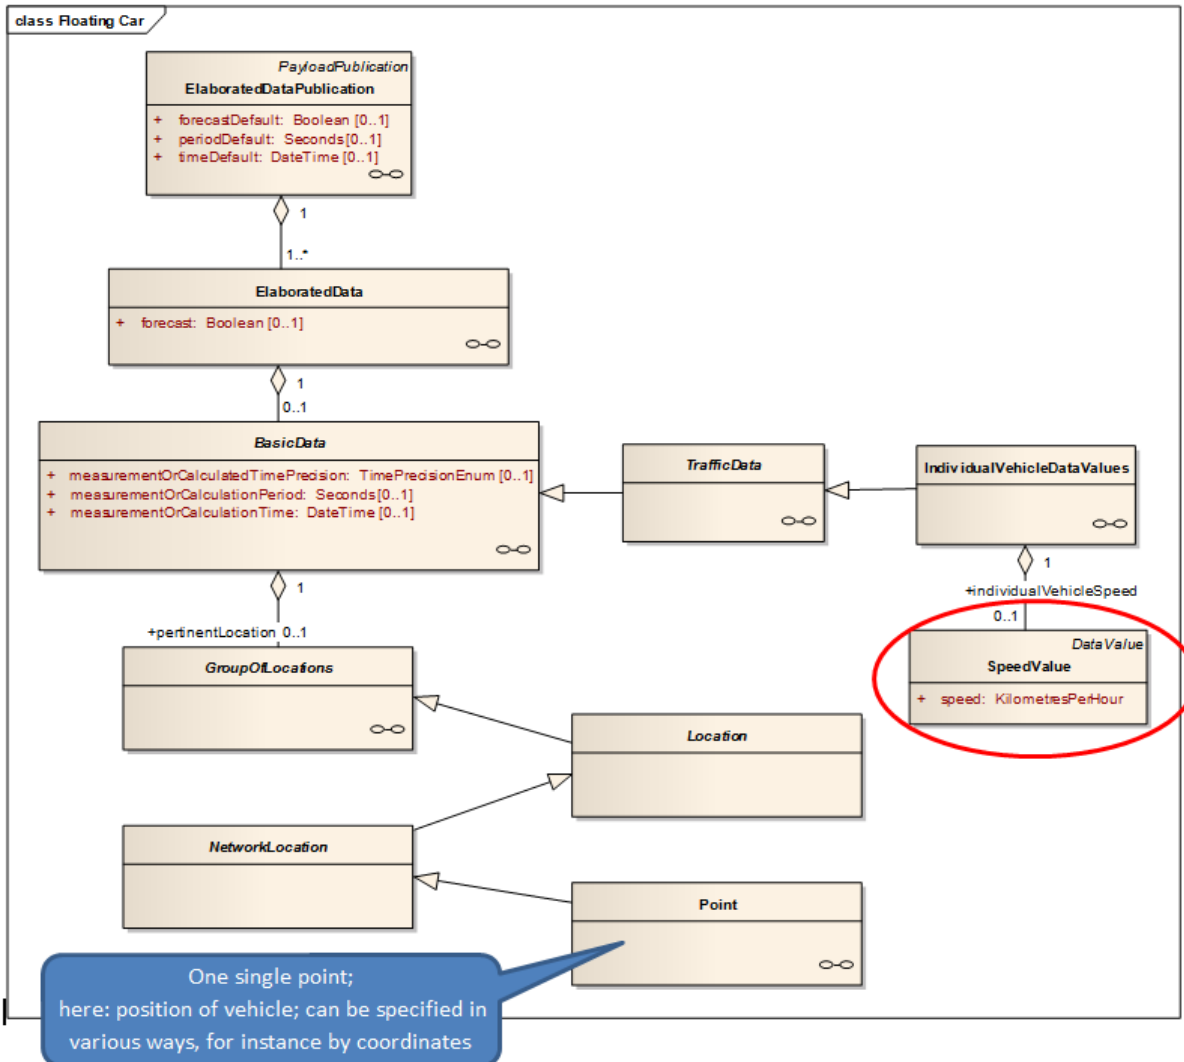 class Floating Car
PayloadPublication
ElaboratedDataPublication
+ forecastDefault: Boolean [0..1]
+ periodDefault: Seconds[0..1]
+ timeDefault: DateTime [0..1]
1
1..*
ElaboratedData
+ forecast: Boolean [0..1]
1
0..1
BasicData
+ measurementOrCalculatedTimePrecision: TimePrecisionEnum [0..1]
+ measurementOrCalculationPeriod: Seconds[0..1]
+ measurementOrCalculationTime: DateTime [0..1]
TrafficData
IndividualVehicleDataValues
1
+individualVehicleSpeed
0..1
DataValue
SpeedValue
+ speed: KilometresPerHour
1
+pertinentLocation 0..1
GroupOfLocations
Location
NetworkLocation
Point
One single point;
here: position of vehicle; can be specified in
various ways, for instance by coordinates